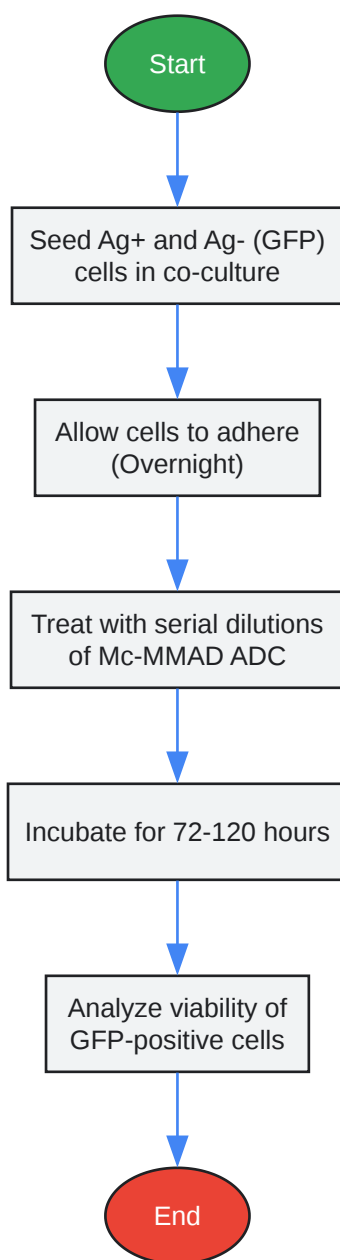 Start
Seed Ag+ and Ag- (GFP)
cells in co-culture
Allow cells to adhere
(Overnight)
Treat with serial dilutions
of Mc-MMAD ADC
Incubate for 72-120 hours
Analyze viability of
GFP-positive cells
End